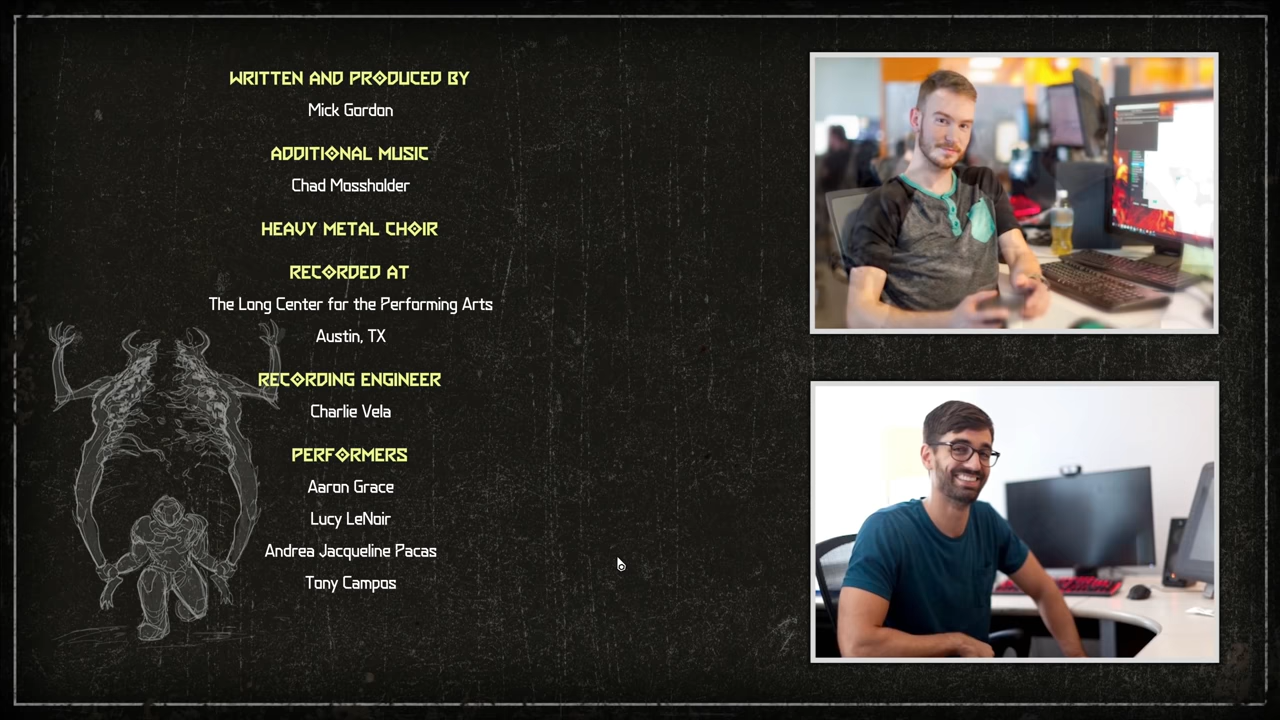 WRITTEN AND PRODUCED BY
Mick Gordon
ADDITIONAL MUSIC
Chad Mossholder
HEAVY METAL CHOIR
RECORDED AT
The Long Center for the Performing Arts
Austin, TX
RECORDING ENGINEER
Charlie Vela
PERFORMERS
Aaron Grace
Lucy LeNoir
Andrea Jacqueline Pacas
Tony Campos